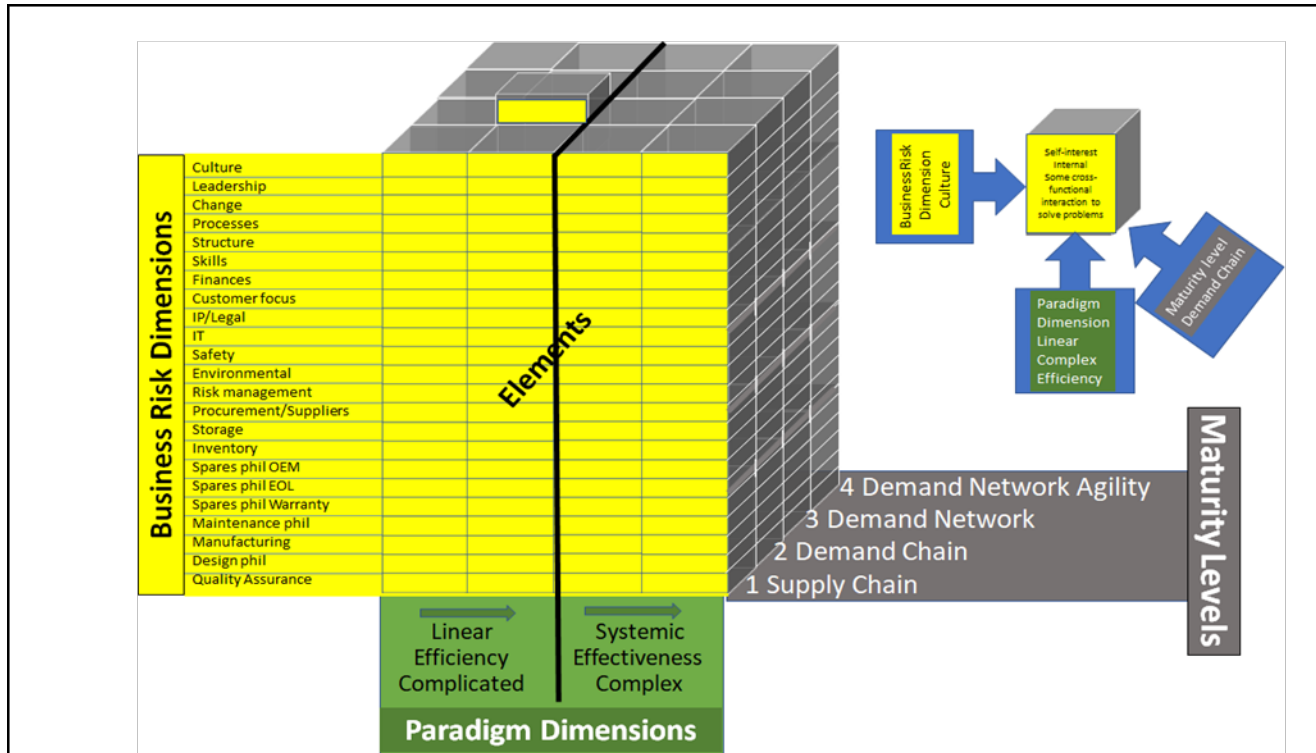 Business Risk Dimensions
Culture
Leadership
Change
Processes
Structure
Skills
Finances
Customer focus
IP/Legal
IT
Safety
Environmental
Risk management
Procurement/Suppliers
Storage
Inventory
Spares phil OEM
Spares phil EOL
Spares phil Warranty
Maintenance phil
Manufacturing
Design phil
Quality Assurance
Elements
Linear
Efficiency
Complicated
Systemic
Effectiveness
Complex
Paradigm Dimensions
4 Demand Network Agility
3 Demand Network
2 Demand Chain
1 Supply Chain
Maturity Levels
Business Risk
Dimension
Culture
Self-interest
Internal
Some cross-
functional
interaction to
solve problems
Paradigm
Dimension
Linear
Complex
Efficiency
Maturity level
Demand Chain